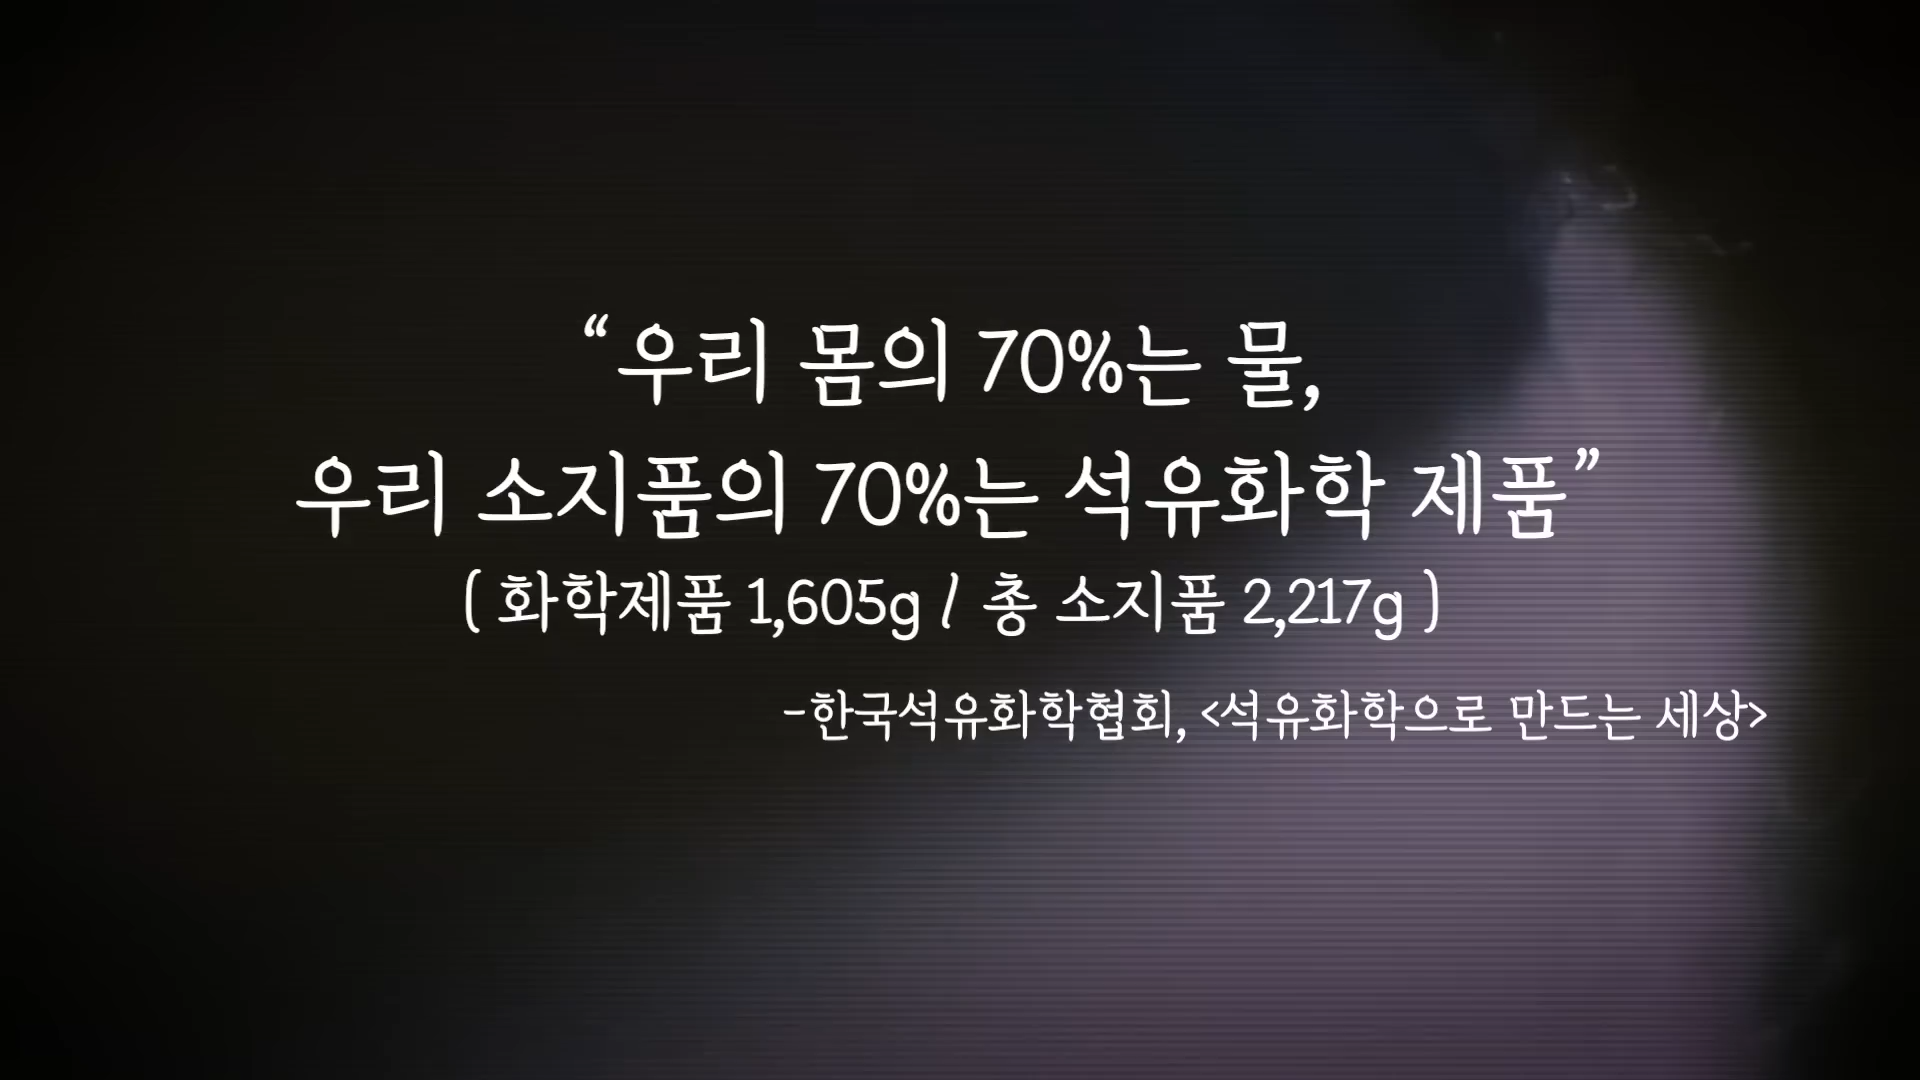 “우리 몸의 70%는 물,
우리 소지품의 70%는 석유화학 제품”
( 화학제품 1,605g / 총 소지품 2,217g )
-한국석유화학협회, <석유화학으로 만드는 세상>